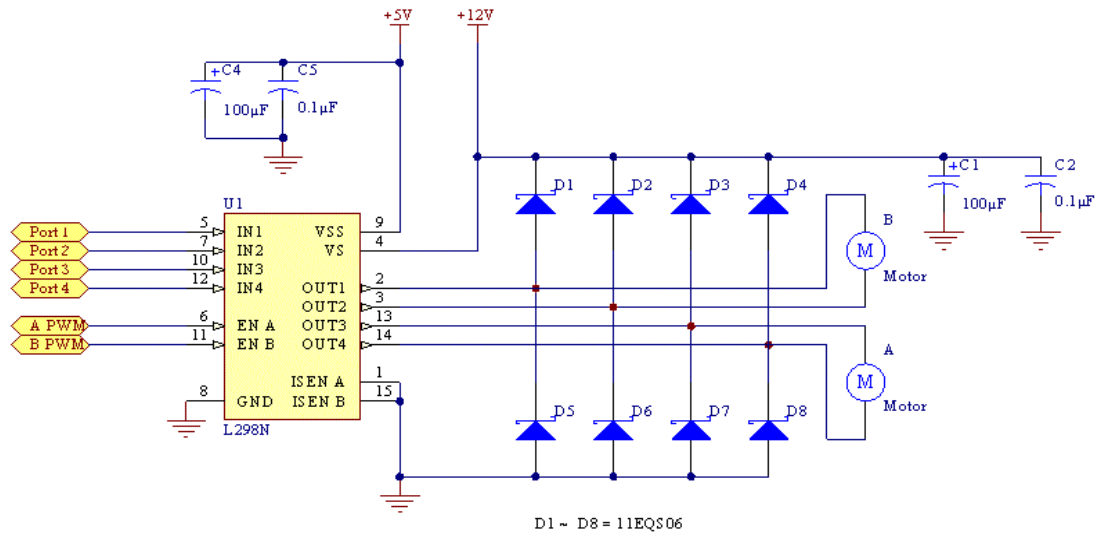 +5V
+12V
C4
C5
100µF
0.1µF
D1
D2
D3
D4
C1
C2
100µF
0.1µF
U1
Port 1
5
IN1
VSS
9
Port 2
7
IN2
VS
4
Port 3
10
IN3
Port 4
12
IN4
OUT1
2
OUT2
3
A PWM
6
EN A
OUT3
13
B PWM
11
EN B
OUT4
14
ISEN A
1
8
GND
ISEN B
15
L298N
B
M
Motor
A
M
Motor
D5
D6
D7
D8
D1 ~ D8 = 11EQS06